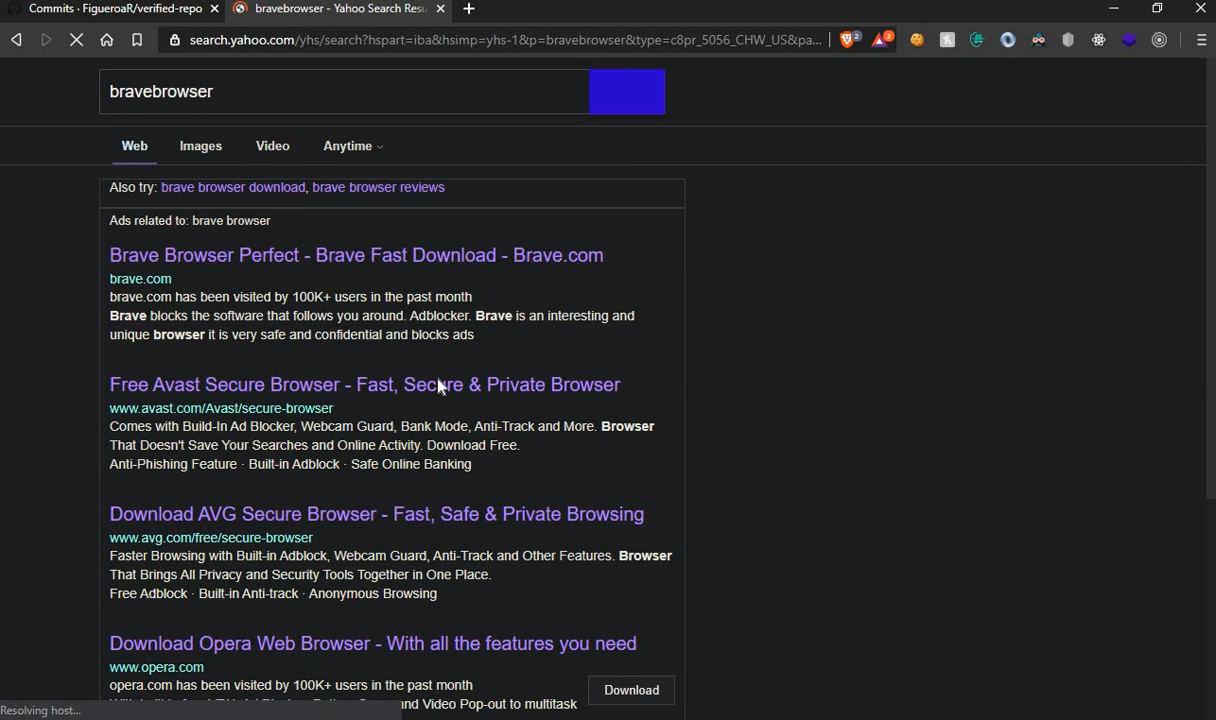 Commits · FigueroaR/verified-repo
bravebrowser - Yahoo Search Resu
search.yahoo.com/yhs/search?hspart=iba&hsimp=yhs-1&p=bravebrowser&type=c8pr_5056_CHW_US&pa...
2
2
bravebrowser
Web Images Video Anytime
Also try: brave browser download, brave browser reviews
Ads related to: brave browser
Brave Browser Perfect - Brave Fast Download - Brave.com
brave.com
brave.com has been visited by 100K+ users in the past month
Brave blocks the software that follows you around. Adblocker. Brave is an interesting and
unique browser it is very safe and confidential and blocks ads
Free Avast Secure Browser - Fast, Secure & Private Browser
www.avast.com/Avast/secure-browser
Comes with Build-In Ad Blocker, Webcam Guard, Bank Mode, Anti-Track and More. Browser
That Doesn't Save Your Searches and Online Activity. Download Free.
Anti-Phishing Feature · Built-in Adblock · Safe Online Banking
Download AVG Secure Browser - Fast, Safe & Private Browsing
www.avg.com/free/secure-browser
Faster Browsing with Built-in Adblock, Webcam Guard, Anti-Track and Other Features. Browser
That Brings All Privacy and Security Tools Together in One Place.
Free Adblock · Built-in Anti-track · Anonymous Browsing
Download Opera Web Browser - With all the features you need
www.opera.com
opera.com has been visited by 100K+ users in the past month
Download
and Video Pop-out to multitask
Resolving host...